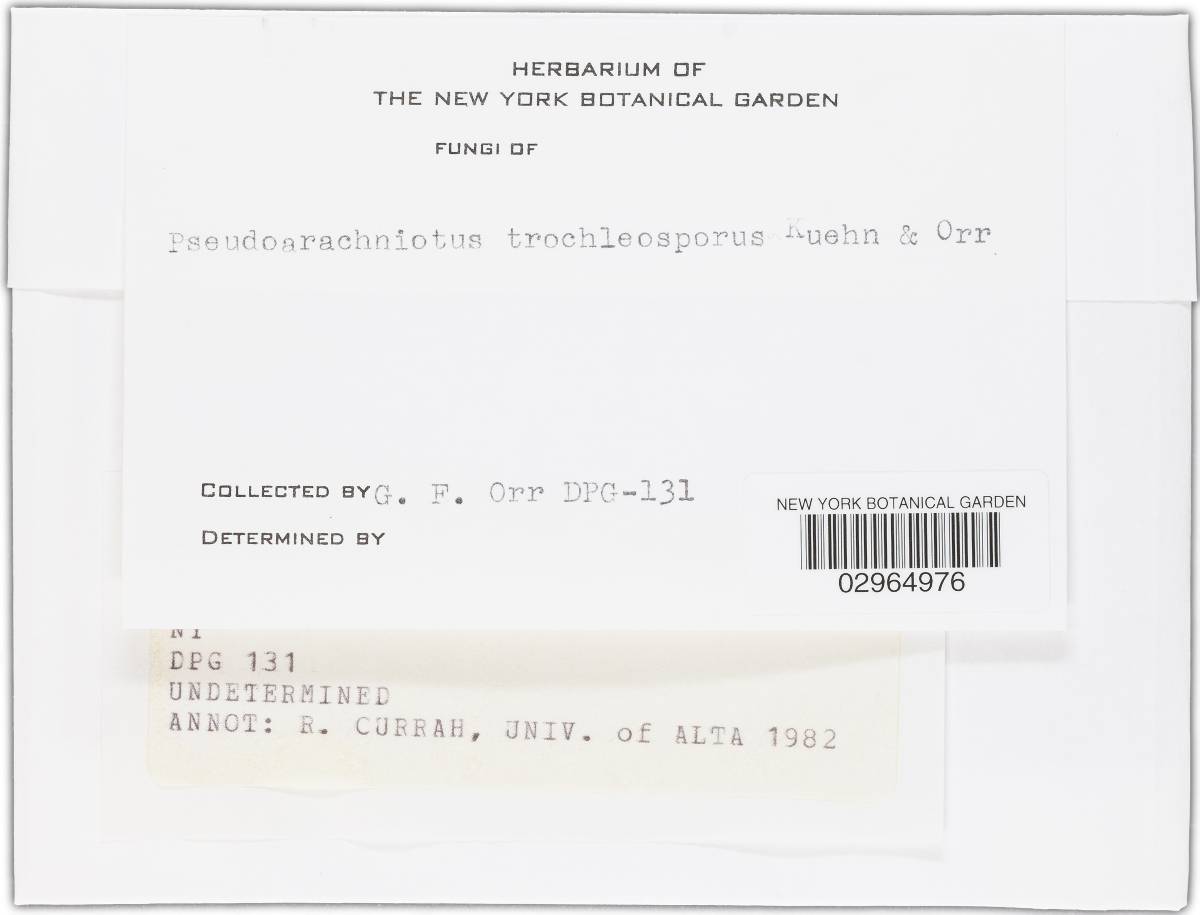 HERBARIUM OF
THE NEW YORK BOTANICAL GARDEN
FUNGI OF
Pseudoarachniotus trochleosporus Kuehn & Orr
COLLECTED BY G. F. Orr DPG-131
DETERMINED BY
NEW YORK BOTANICAL GARDEN
02964976
NY
DPG 131
UNDETERMINED
ANNOT: R. CURRAH, UNIV. of ALTA 1982